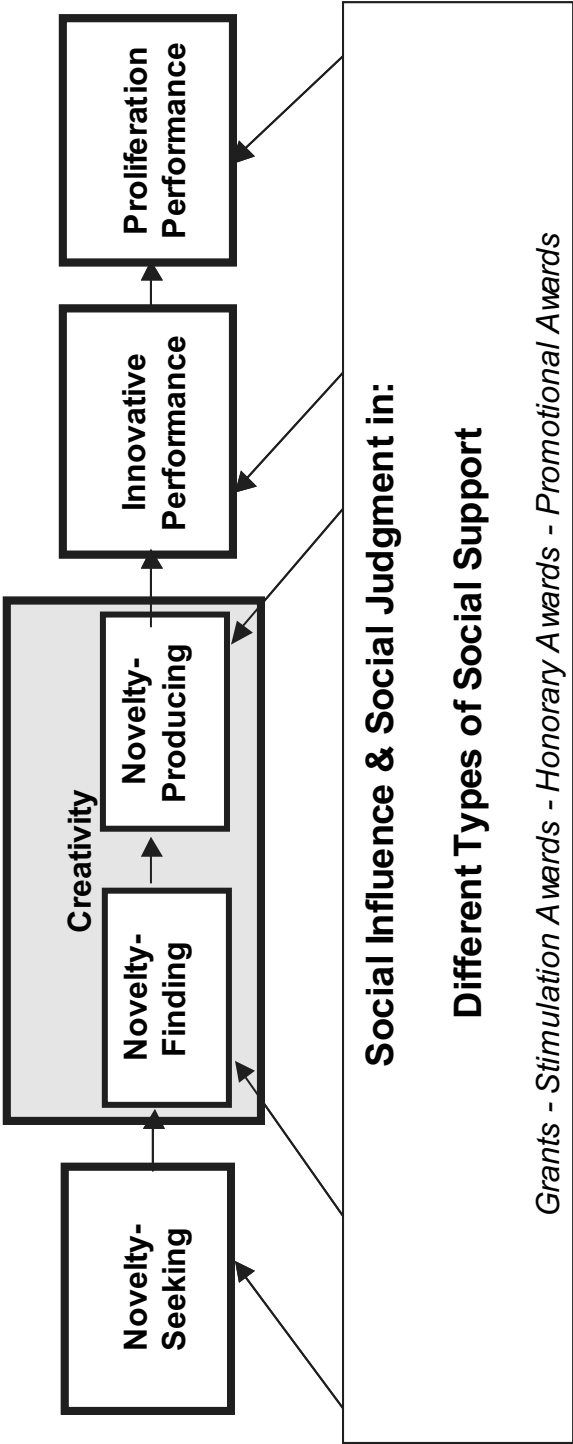 Novelty-
Seeking
Creativity
Novelty-
Finding
Novelty-
Producing
Innovative
Performance
Proliferation
Performance
Social Influence & Social Judgment in:
Different Types of Social Support
Grants - Stimulation Awards - Honorary Awards - Promotional Awards